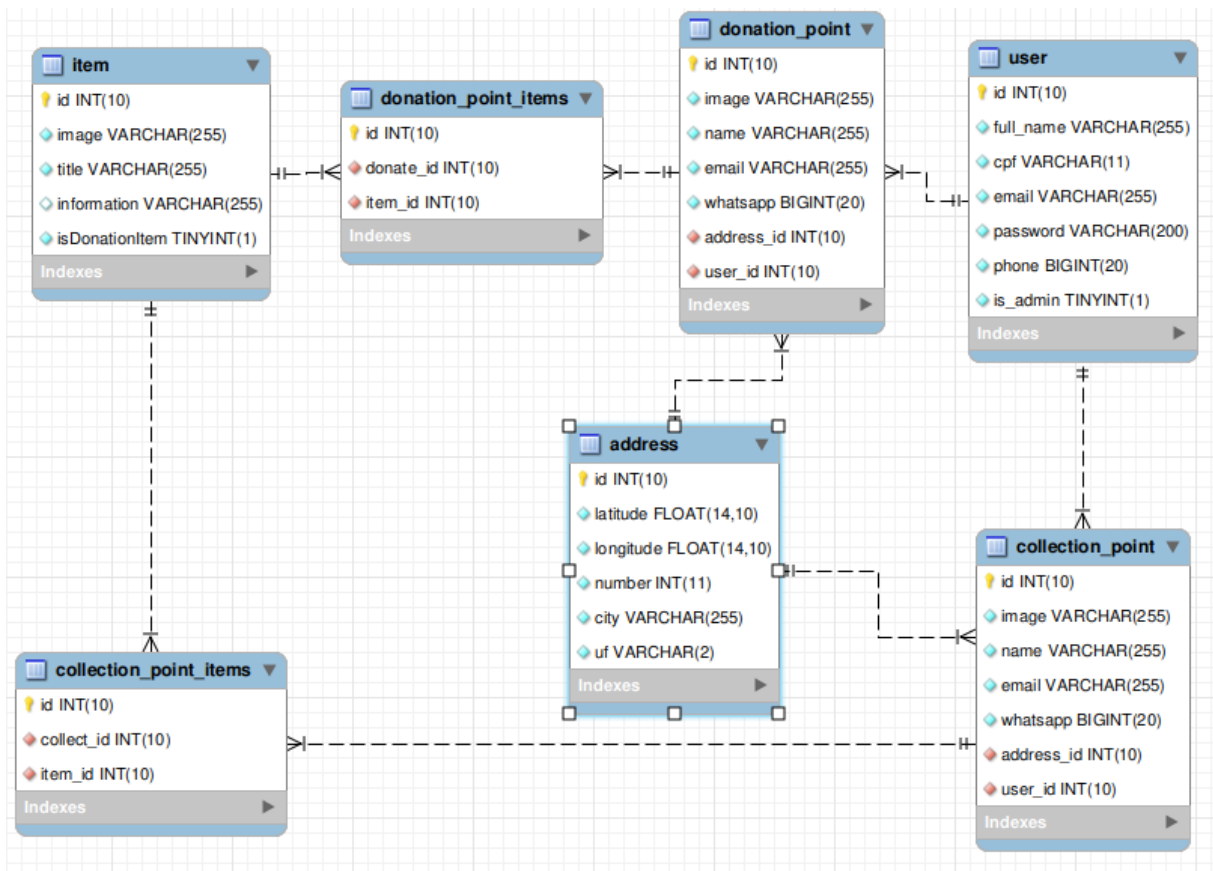 item
id INT(10)
image VARCHAR(255)
title VARCHAR(255)
information VARCHAR(255)
isDonationItem TINYINT(1)
Indexes
donation_point_items
id INT(10)
donate_id INT(10)
item_id INT(10)
Indexes
donation_point
id INT(10)
image VARCHAR(255)
name VARCHAR(255)
email VARCHAR(255)
whatsapp BIGINT(20)
address_id INT(10)
user_id INT(10)
Indexes
user
id INT(10)
full_name VARCHAR(255)
cpf VARCHAR(11)
email VARCHAR(255)
password VARCHAR(200)
phone BIGINT(20)
is_admin TINYINT(1)
Indexes
address
id INT(10)
latitude FLOAT(14,10)
longitude FLOAT(14,10)
number INT(11)
city VARCHAR(255)
uf VARCHAR(2)
Indexes
collection_point
id INT(10)
image VARCHAR(255)
name VARCHAR(255)
email VARCHAR(255)
whatsapp BIGINT(20)
address_id INT(10)
user_id INT(10)
Indexes
collection_point_items
id INT(10)
collect_id INT(10)
item_id INT(10)
Indexes